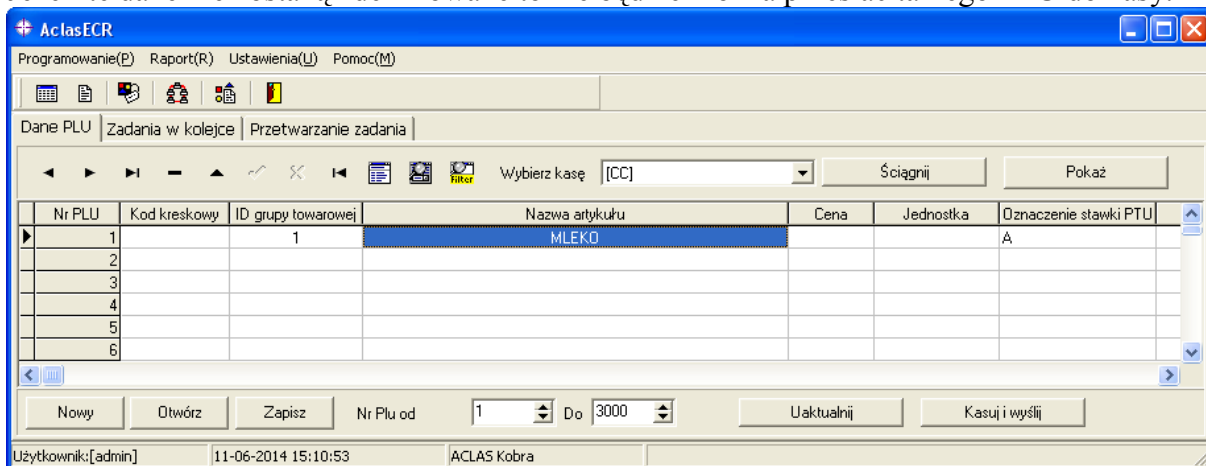 AclasECR
Programowanie(P) Raport(R) Ustawienia(U) Pomoc(M)
Dane PLU Zadania w kolejce Przetwarzanie zadania
Filter Wybierz kasę [CC] Ściągnij Pokaż
Nr PLU Kod kreskowy ID grupy towarowej Nazwa artykułu Cena Jednostka Oznaczenie stawki PTU
1 1 MLEKO A
2
3
4
5
6
Nowy Otwórz Zapisz Nr Plu od 1 Do 3000 Uaktualnij Kasuj i wyślij
Użytkownik:[admin] 11-06-2014 15:10:53 ACLAS Kobra